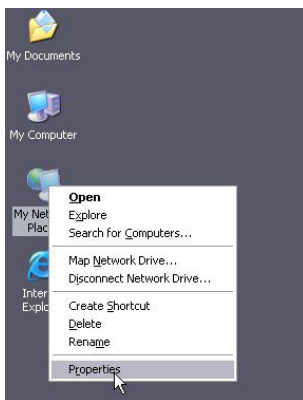 My Documents
My Computer
My Net
Plac
Open
Explore
Search for Computers...
Map Network Drive...
Disconnect Network Drive...
Create Shortcut
Delete
Rename
Properties
Inter
Explo